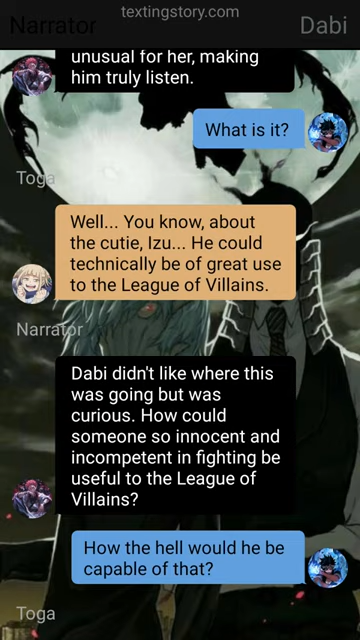 textingstory.com
Narrator
Dabi
unusual for her, making
him truly listen.
What is it?
Toga
Well... You know, about
the cutie, Izu... He could
technically be of great use
to the League of Villains.
Narrator
Dabi didn't like where this
was going but was
curious. How could
someone so innocent and
incompetent in fighting be
useful to the League of
Villains?
How the hell would he be
capable of that?
Toga